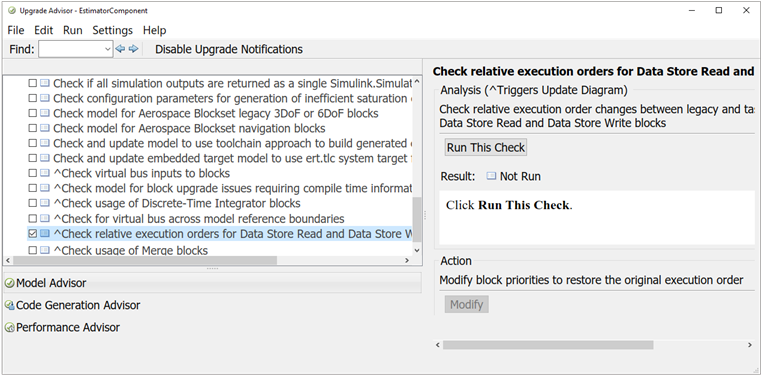 Upgrade Advisor - EstimatorComponent
File Edit Run Settings Help
Find: Disable Upgrade Notifications
Check if all simulation outputs are returned as a single Simulink.Simulat
Check configuration parameters for generation of inefficient saturation
Check model for Aerospace Blockset legacy 3DoF or 6DoF blocks
Check model for Aerospace Blockset navigation blocks
Check and update model to use toolchain approach to build generated
Check and update embedded target model to use ert.tlc system target
^Check virtual bus inputs to blocks
^Check model for block upgrade issues requiring compile time informat
^Check usage of Discrete-Time Integrator blocks
^Check for virtual bus across model reference boundaries
^Check relative execution orders for Data Store Read and Data Store W
^Check usage of Merge blocks
Model Advisor
Code Generation Advisor
Performance Advisor
Check relative execution orders for Data Store Read and
Analysis (^Triggers Update Diagram)
Check relative execution order changes between legacy and tas
Data Store Read and Data Store Write blocks
Run This Check
Result: Not Run
Click Run This Check.
Action
Modify block priorities to restore the original execution order
Modify